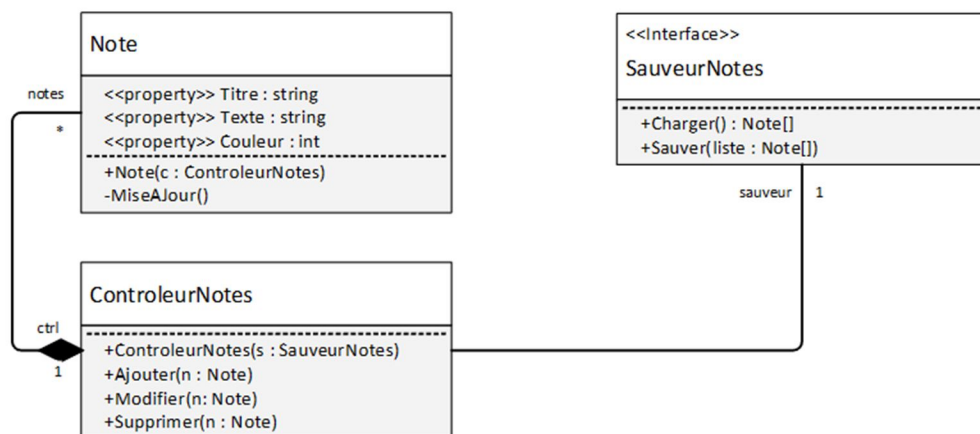 Note
<<property>> Titre : string
<<property>> Texte : string
<<property>> Couleur : int
+Note(c : ControleurNotes)
-MiseAJour()
notes
*
<<Interface>>
SauveurNotes
+Charger() : Note[]
+Sauver(liste : Note[])
sauveur
1
ControleurNotes
+ControleurNotes(s : SauveurNotes)
+Ajouter(n : Note)
+Modifier(n: Note)
+Supprimer(n : Note)
ctrl
1